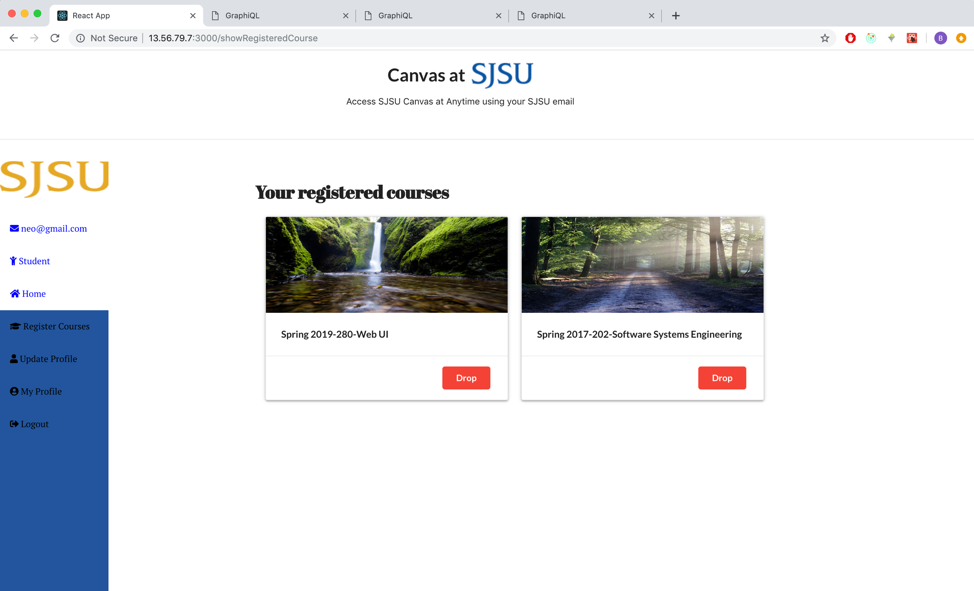 React App
GraphiQL
GraphiQL
GraphiQL
Not Secure | 13.56.79.7:3000/showRegisteredCourse
B
Canvas at SJSU
Access SJSU Canvas at Anytime using your SJSU email
SJSU
neo@gmail.com
Student
Home
Register Courses
Update Profile
My Profile
Logout
Your registered courses
Spring 2019-280-Web UI
Drop
Spring 2017-202-Software Systems Engineering
Drop